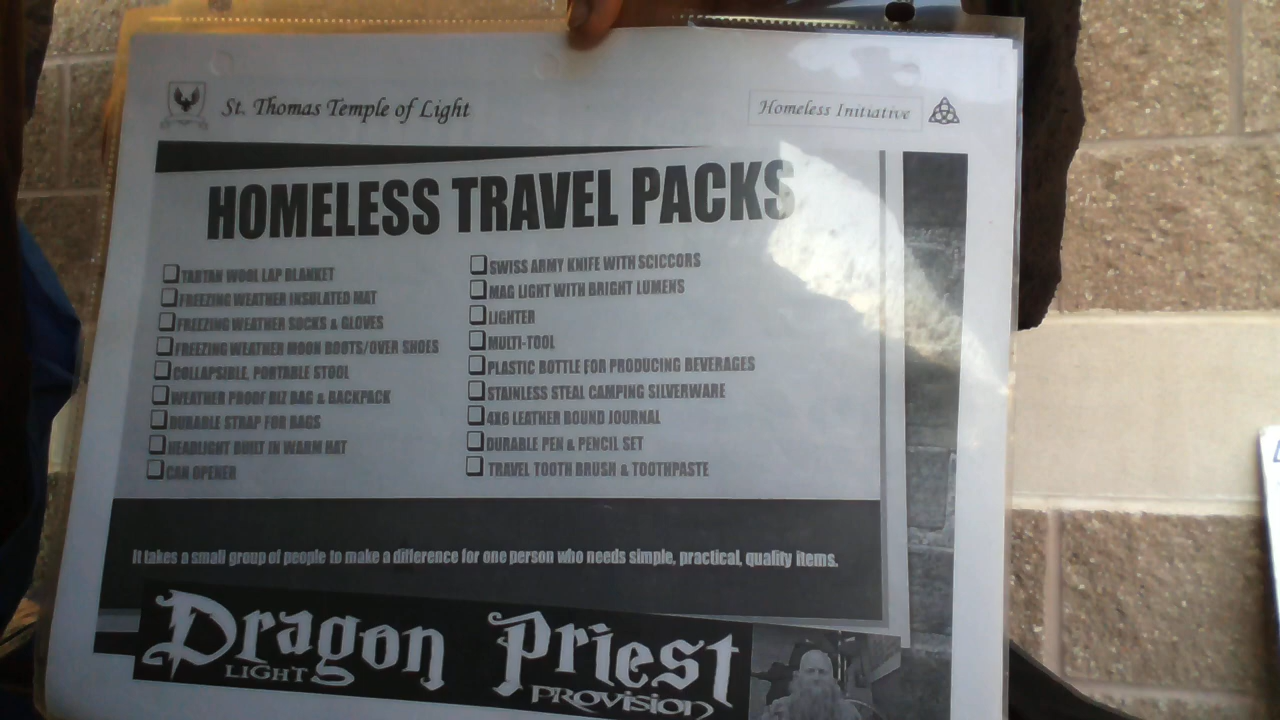 St. Thomas Temple of Light
Homeless Initiative
HOMELESS TRAVEL PACKS
TARTAN WOOL LAP BLANKET
FREEZING WEATHER INSULATED MAT
FREEZING WEATHER SOCKS & GLOVES
FREEZING WEATHER MOON BOOTS/OVER SHOES
COLLAPSIBLE, PORTABLE STOOL
WEATHER PROOF BIZ BAG & BACKPACK
DURABLE STRAP FOR BAGS
HEADLIGHT BUILT IN WARM HAT
CAN OPENER
SWISS ARMY KNIFE WITH SCICCORS
MAG LIGHT WITH BRIGHT LUMENS
LIGHTER
MULTI-TOOL
PLASTIC BOTTLE FOR PRODUCING BEVERAGES
STAINLESS STEAL CAMPING SILVERWARE
4X6 LEATHER BOUND JOURNAL
DURABLE PEN & PENCIL SET
TRAVEL TOOTH BRUSH & TOOTHPASTE
It takes a small group of people to make a difference for one person who needs simple, practical, quality items.
Dragon Priest
LIGHT PROVISION